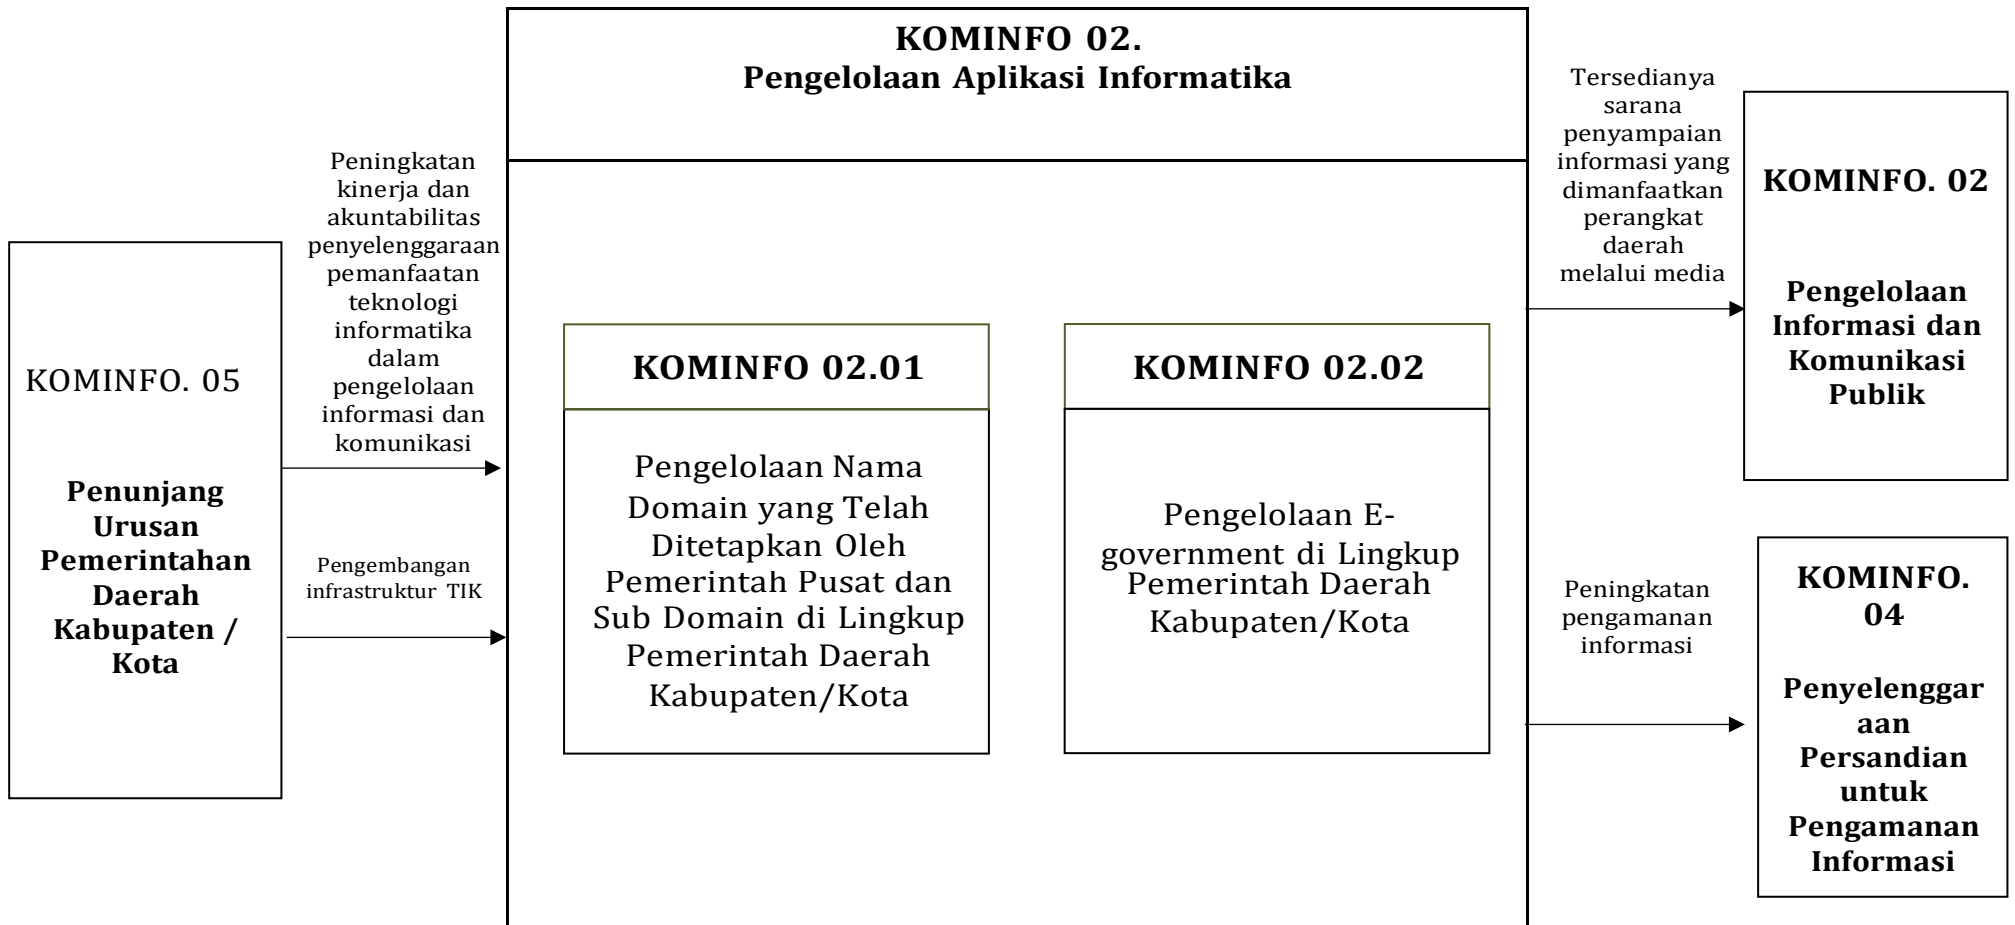 KOMINFO 02.
Pengelolaan Aplikasi Informatika
KOMINFO. 05
Penunjang
Urusan
Pemerintahan
Daerah
Kabupaten /
Kota
Peningkatan
kinerja dan
akuntabilitas
penyelenggaraan
pemanfaatan
teknologi
informatika
dalam
pengelolaan
informasi dan
komunikasi
Pengembangan
infrastruktur TIK
KOMINFO 02.01
Pengelolaan Nama
Domain yang Telah
Ditetapkan Oleh
Pemerintah Pusat dan
Sub Domain di Lingkup
Pemerintah Daerah
Kabupaten/Kota
KOMINFO 02.02
Pengelolaan E-
government di Lingkup
Pemerintah Daerah
Kabupaten/Kota
Tersedianya
sarana
penyampaian
informasi yang
dimanfaatkan
perangkat
daerah
melalui media
KOMINFO. 02
Pengelolaan
Informasi dan
Komunikasi
Publik
Peningkatan
pengamanan
informasi
KOMINFO.
04
Penyelenggar
aan
Persandian
untuk
Pengamanan
Informasi